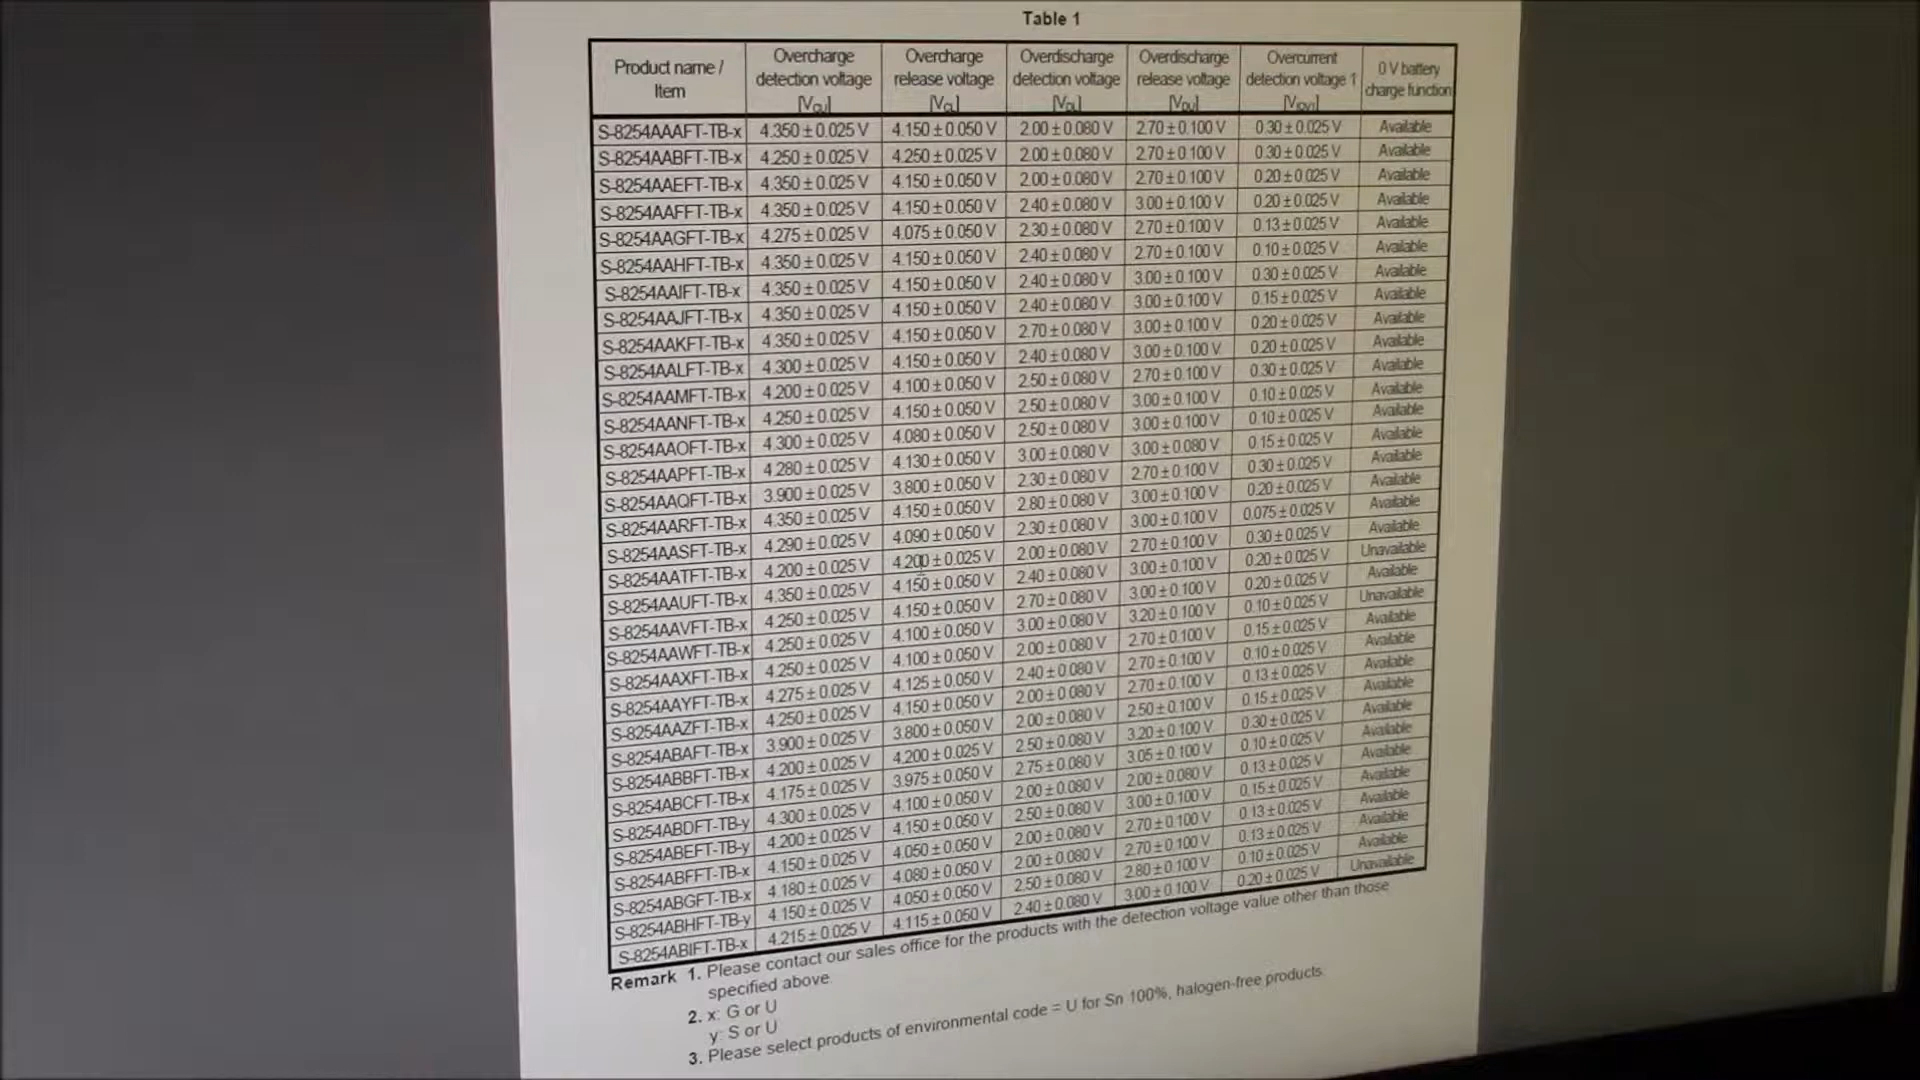 Table 1
Product name / Item Overcharge detection voltage [VCU] Overcharge release voltage [VCL] Overdischarge detection voltage [VDL] Overdischarge release voltage [VDU] Overcurrent detection voltage 1 [VIOV1] 0 V battery charge function
S-8254AAAFT-TB-x 4.350±0.025 V 4.150±0.050 V 2.00±0.080 V 2.70±0.100 V 0.30±0.025 V Available
S-8254AABFT-TB-x 4.250±0.025 V 4.250±0.025 V 2.00±0.080 V 2.70±0.100 V 0.30±0.025 V Available
S-8254AAEFT-TB-x 4.350±0.025 V 4.150±0.050 V 2.00±0.080 V 2.70±0.100 V 0.20±0.025 V Available
S-8254AAFFT-TB-x 4.350±0.025 V 4.150±0.050 V 2.40±0.080 V 3.00±0.100 V 0.20±0.025 V Available
S-8254AAGFT-TB-x 4.275±0.025 V 4.075±0.050 V 2.30±0.080 V 2.70±0.100 V 0.13±0.025 V Available
S-8254AAHFT-TB-x 4.350±0.025 V 4.150±0.050 V 2.40±0.080 V 2.70±0.100 V 0.10±0.025 V Available
S-8254AAIFT-TB-x 4.350±0.025 V 4.150±0.050 V 2.40±0.080 V 3.00±0.100 V 0.30±0.025 V Available
S-8254AAJFT-TB-x 4.350±0.025 V 4.150±0.050 V 2.40±0.080 V 3.00±0.100 V 0.15±0.025 V Available
S-8254AAKFT-TB-x 4.350±0.025 V 4.150±0.050 V 2.70±0.080 V 3.00±0.100 V 0.20±0.025 V Available
S-8254AALFT-TB-x 4.300±0.025 V 4.150±0.050 V 2.40±0.080 V 3.00±0.100 V 0.20±0.025 V Available
S-8254AAMFT-TB-x 4.200±0.025 V 4.100±0.050 V 2.50±0.080 V 2.70±0.100 V 0.30±0.025 V Available
S-8254AANFT-TB-x 4.250±0.025 V 4.150±0.050 V 2.50±0.080 V 3.00±0.100 V 0.10±0.025 V Available
S-8254AAOFT-TB-x 4.300±0.025 V 4.080±0.050 V 2.50±0.080 V 3.00±0.100 V 0.10±0.025 V Available
S-8254AAPFT-TB-x 4.280±0.025 V 4.130±0.050 V 3.00±0.080 V 3.00±0.080 V 0.15±0.025 V Available
S-8254AAQFT-TB-x 3.900±0.025 V 3.800±0.050 V 2.30±0.080 V 2.70±0.100 V 0.30±0.025 V Available
S-8254AARFT-TB-x 4.350±0.025 V 4.150±0.050 V 2.80±0.080 V 3.00±0.100 V 0.20±0.025 V Available
S-8254AASFT-TB-x 4.290±0.025 V 4.090±0.050 V 2.30±0.080 V 3.00±0.100 V 0.075±0.025 V Available
S-8254AATFT-TB-x 4.200±0.025 V 4.200±0.025 V 2.00±0.080 V 2.70±0.100 V 0.30±0.025 V Available
S-8254AAUFT-TB-x 4.350±0.025 V 4.150±0.050 V 2.40±0.080 V 3.00±0.100 V 0.20±0.025 V Unavailable
S-8254AAVFT-TB-x 4.250±0.025 V 4.150±0.050 V 2.70±0.080 V 3.00±0.100 V 0.20±0.025 V Available
S-8254AAWFT-TB-x 4.250±0.025 V 4.100±0.050 V 3.00±0.080 V 3.20±0.100 V 0.10±0.025 V Unavailable
S-8254AAXFT-TB-x 4.250±0.025 V 4.100±0.050 V 2.00±0.080 V 2.70±0.100 V 0.15±0.025 V Available
S-8254AAYFT-TB-x 4.275±0.025 V 4.125±0.050 V 2.40±0.080 V 2.70±0.100 V 0.10±0.025 V Available
S-8254AAZFT-TB-x 4.250±0.025 V 4.150±0.050 V 2.00±0.080 V 2.70±0.100 V 0.13±0.025 V Available
S-8254ABAFT-TB-x 3.900±0.025 V 3.800±0.050 V 2.00±0.080 V 2.50±0.100 V 0.15±0.025 V Available
S-8254ABBFT-TB-x 4.200±0.025 V 4.200±0.025 V 2.50±0.080 V 3.20±0.100 V 0.30±0.025 V Available
S-8254ABCFT-TB-x 4.175±0.025 V 3.975±0.050 V 2.75±0.080 V 3.05±0.100 V 0.10±0.025 V Available
S-8254ABDFT-TB-y 4.300±0.025 V 4.100±0.050 V 2.00±0.080 V 2.00±0.080 V 0.13±0.025 V Available
S-8254ABEFT-TB-y 4.200±0.025 V 4.150±0.050 V 2.50±0.080 V 3.00±0.100 V 0.15±0.025 V Available
S-8254ABFFT-TB-x 4.150±0.025 V 4.050±0.050 V 2.00±0.080 V 2.70±0.100 V 0.13±0.025 V Available
S-8254ABGFT-TB-x 4.180±0.025 V 4.080±0.050 V 2.00±0.080 V 2.70±0.100 V 0.13±0.025 V Available
S-8254ABHFT-TB-y 4.150±0.025 V 4.050±0.050 V 2.50±0.080 V 2.80±0.100 V 0.10±0.025 V Available
S-8254ABIFT-TB-x 4.215±0.025 V 4.115±0.050 V 2.40±0.080 V 3.00±0.100 V 0.20±0.025 V Unavailable
Remark 1. Please contact our sales office for the products with the detection voltage value other than those
specified above.
2. x: G or U
y: S or U
3. Please select products of environmental code = U for Sn 100%, halogen-free products.